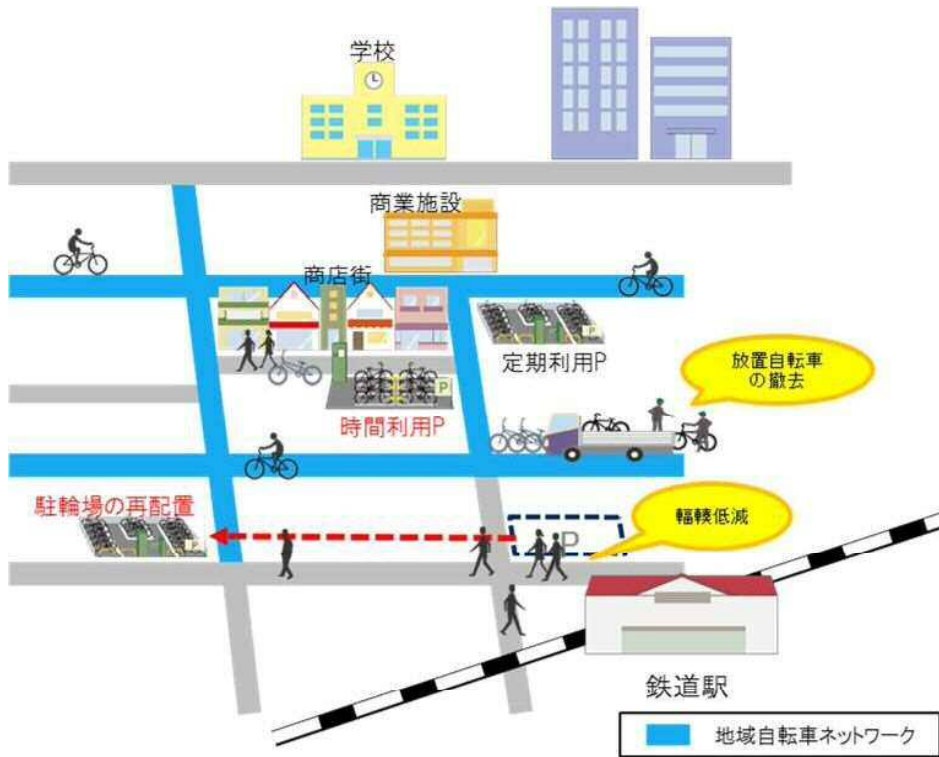 学校
商業施設
商店街
定期利用P
放置自転車
の撤去
時間利用P
駐輪場の再配置
輻輳低減
P
鉄道駅
地域自転車ネットワーク